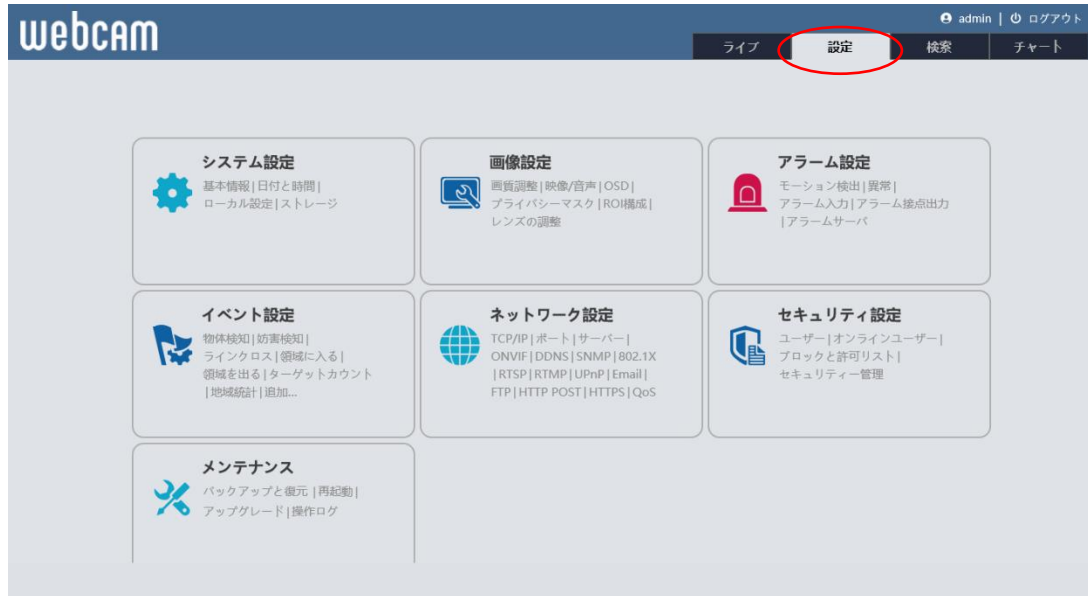 webcam
admin | ログアウト
ライブ 設定 検索 チャート
システム設定
基本情報|日付と時間|
ローカル設定|ストレージ
画像設定
画質調整|映像/音声|OSD|
プライバシーマスク|ROI構成|
レンズの調整
アラーム設定
モーション検出|異常|
アラーム入力|アラーム接点出力
|アラームサーバ
イベント設定
物体検知|妨害検知|
ラインクロス|領域に入る|
領域を出る|ターゲットカウント
|地域統計|追加...
ネットワーク設定
TCP/IP|ポート|サーバー|
ONVIF|DDNS|SNMP|802.1X
|RTSP|RTMP|UPnP|Email|
FTP|HTTP POST|HTTPS|QoS
セキュリティ設定
ユーザー|オンラインユーザー|
ブロックと許可リスト|
セキュリティー管理
メンテナンス
バックアップと復元|再起動|
アップグレード|操作ログ